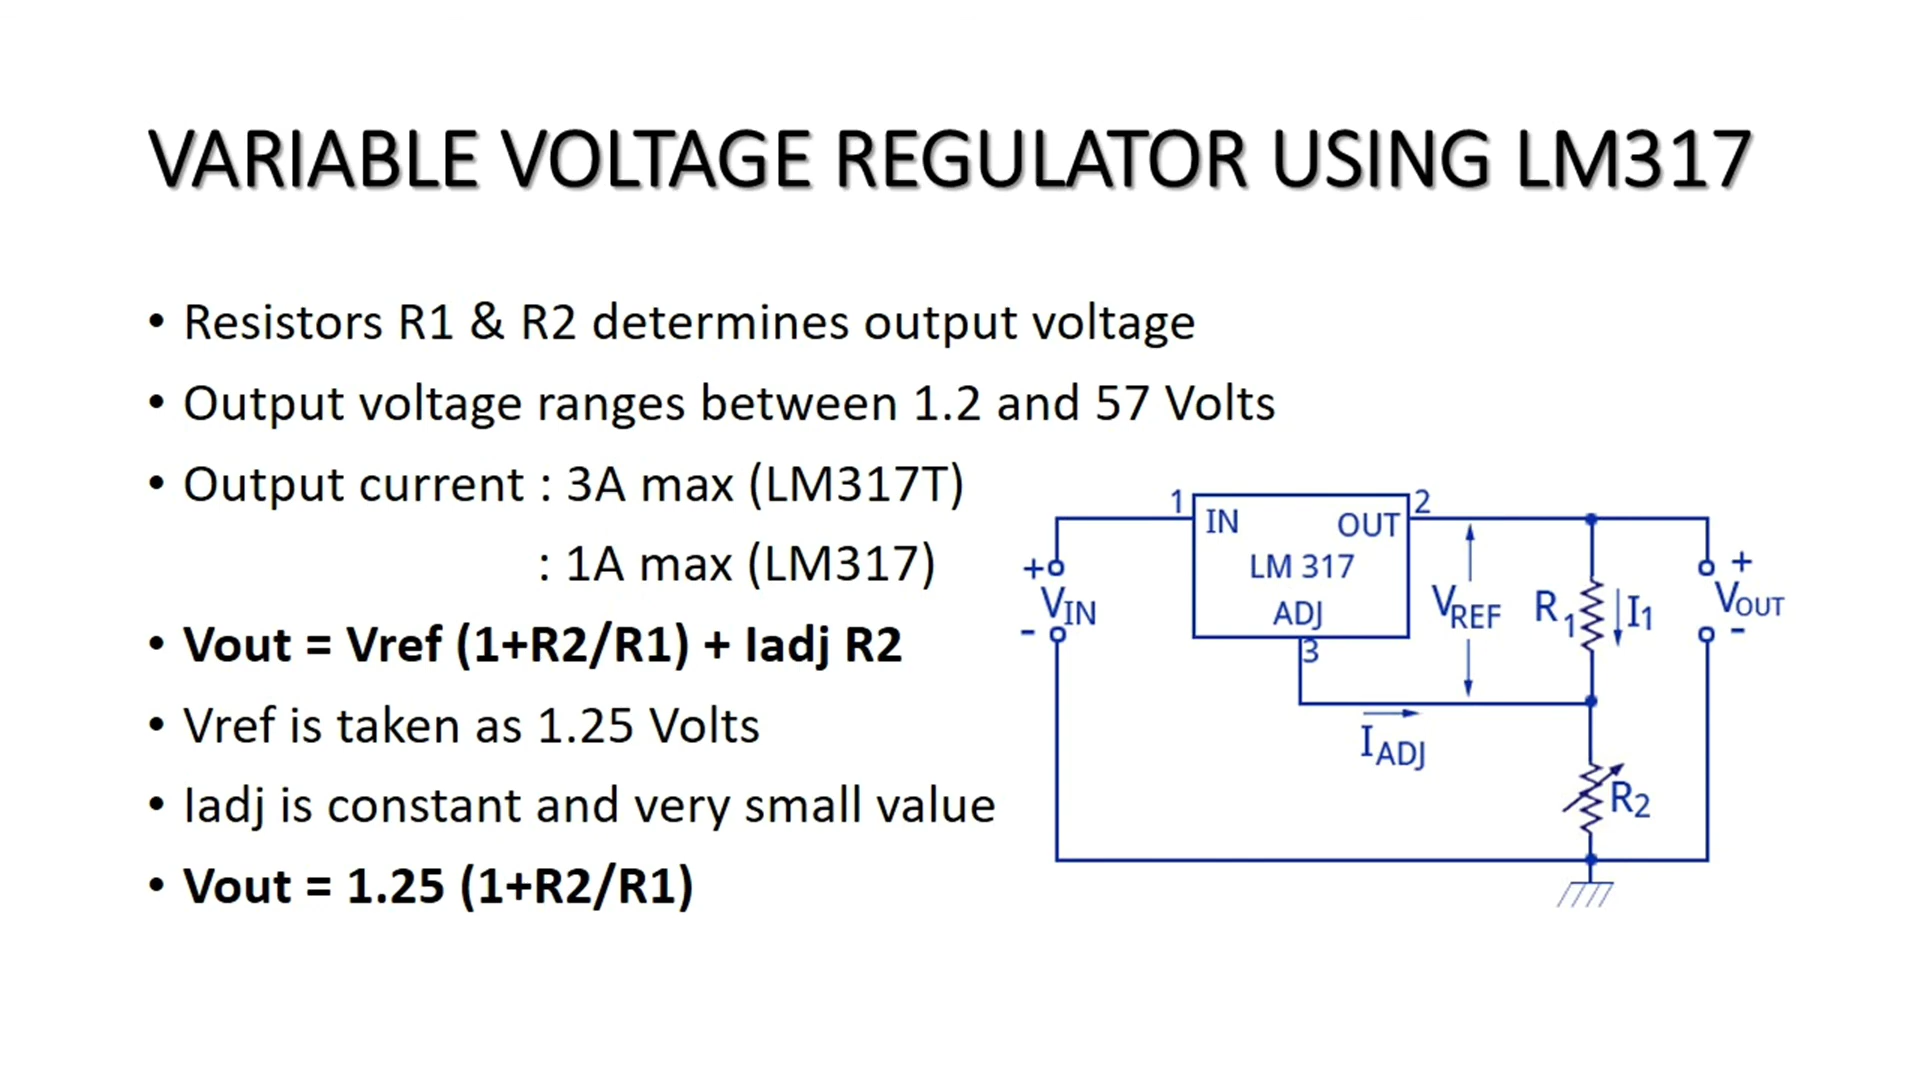 VARIABLE VOLTAGE REGULATOR USING LM317
• Resistors R1 & R2 determines output voltage
• Output voltage ranges between 1.2 and 57 Volts
• Output current : 3A max (LM317T)
: 1A max (LM317)
• Vout = Vref (1+R2/R1) + Iadj R2
• Vref is taken as 1.25 Volts
• Iadj is constant and very small value
• Vout = 1.25 (1+R2/R1)
1
2
IN
OUT
LM 317
ADJ
3
+
VIN
-
VREF
R1
I1
+
VOUT
-
IADJ
R2